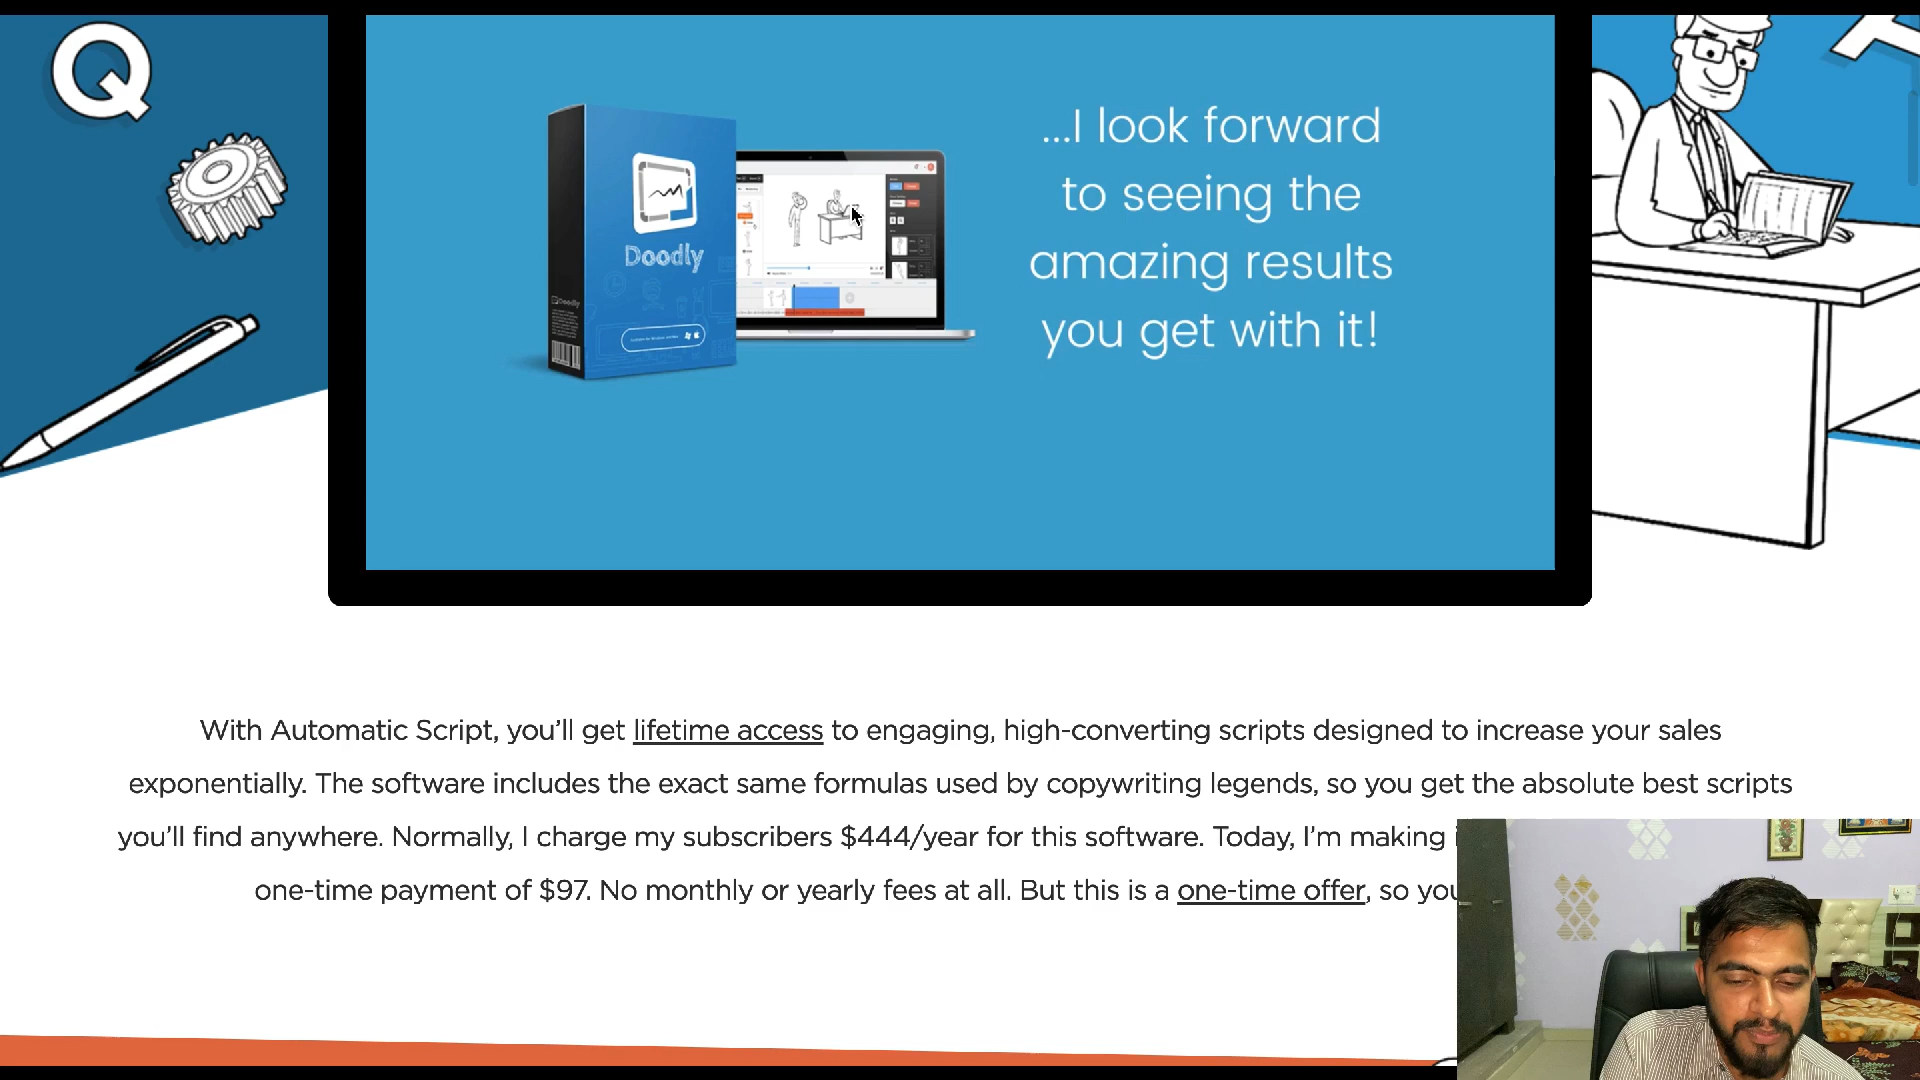 Q
A
...I look forward
to seeing the
amazing results
you get with it!
Doodly
Doodly
With Automatic Script, you’ll get lifetime access to engaging, high-converting scripts designed to increase your sales
exponentially. The software includes the exact same formulas used by copywriting legends, so you get the absolute best scripts
you’ll find anywhere. Normally, I charge my subscribers $444/year for this software. Today, I’m making
one-time payment of $97. No monthly or yearly fees at all. But this is a one-time offer, so you